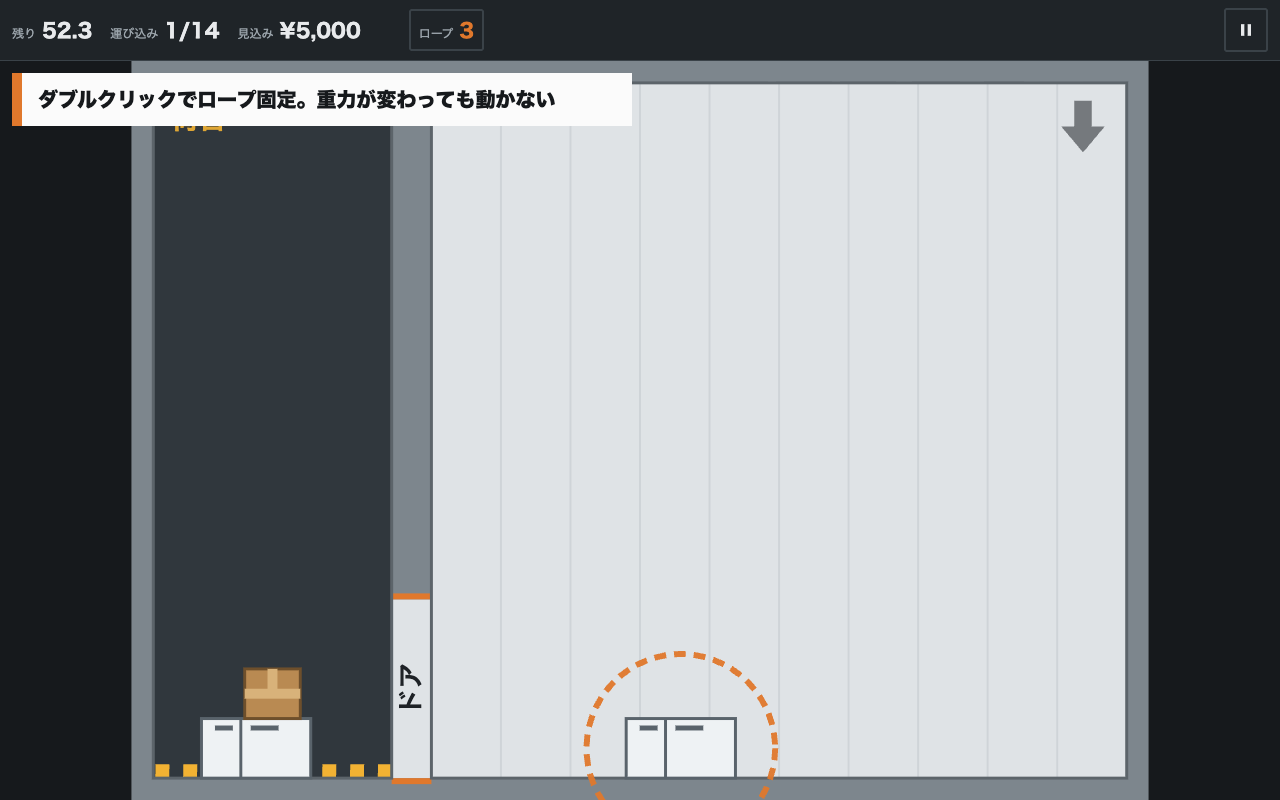 残り 52.3 運び込み 1/14 見込み ¥5,000 ロープ 3
ダブルクリックでロープ固定。重力が変わっても動かない
ドア